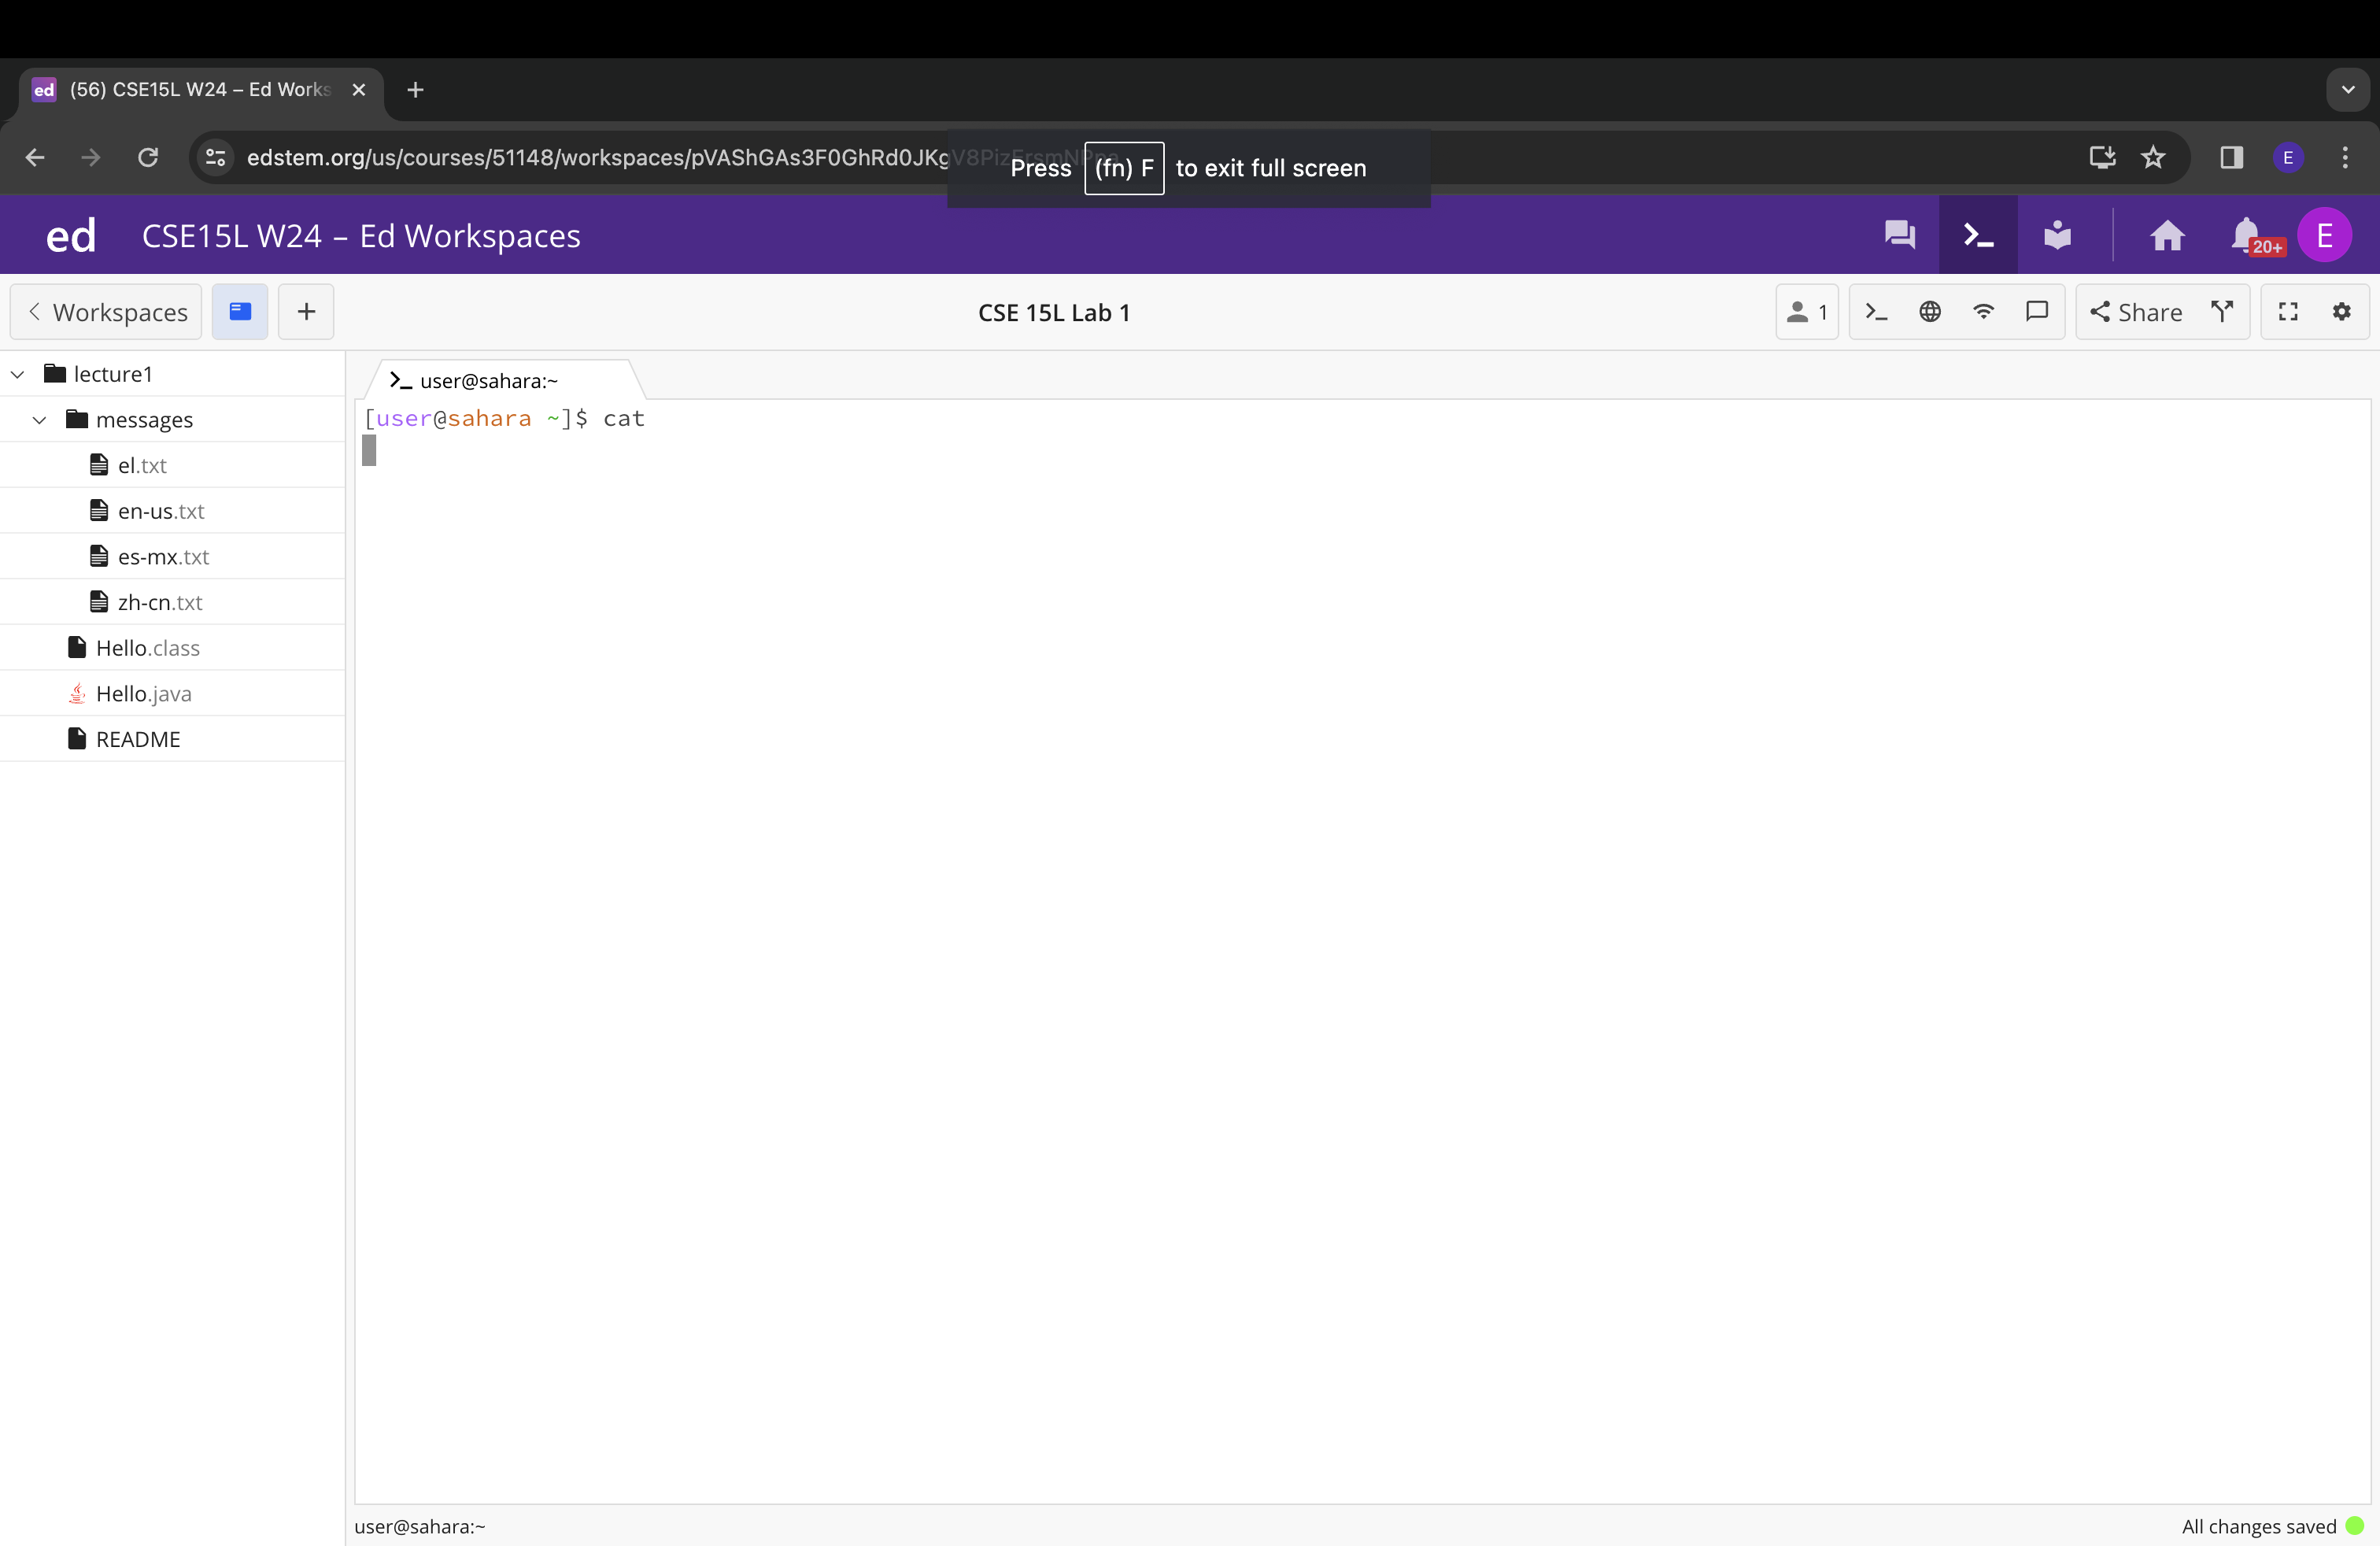 ed (56) CSE15L W24 – Ed Works
edstem.org/us/courses/51148/workspaces/pVAShGAs3F0GhRd0JKg
Press (fn) F to exit full screen
E
ed CSE15L W24 – Ed Workspaces
20+
E
Workspaces
CSE 15L Lab 1
1
Share
lecture1
user@sahara:~
messages
[user@sahara ~]$ cat
el.txt
en-us.txt
es-mx.txt
zh-cn.txt
Hello.class
Hello.java
README
user@sahara:~
All changes saved